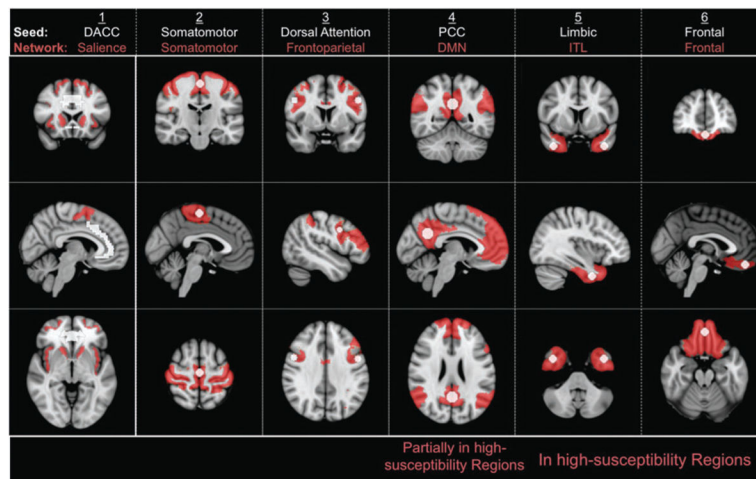 1 2 3 4 5 6
Seed: DACC Somatomotor Dorsal Attention PCC Limbic Frontal
Network: Salience Somatomotor Frontoparietal DMN ITL Frontal
Partially in high-
susceptibility Regions
In high-susceptibility Regions